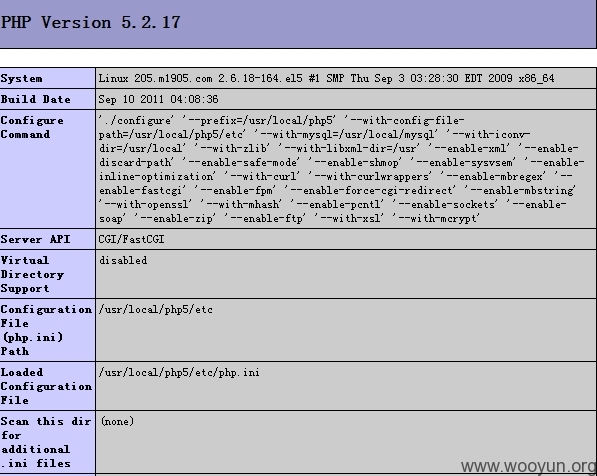 PHP Version 5.2.17
System
Linux 205.m1905.com 2.6.18-164.el5 #1 SMP Thu Sep 3 03:28:30 EDT 2009 x86_64
Build Date
Sep 10 2011 04:08:36
Configure
Command
'./configure' '--prefix=/usr/local/php5' '--with-config-file-
path=/usr/local/php5/etc' '--with-mysql=/usr/local/mysql' '--with-iconv-
dir=/usr/local' '--with-zlib' '--with-libxml-dir=/usr' '--enable-xml' '--enable-
discard-path' '--enable-safe-mode' '--enable-shmop' '--enable-sysvsem' '--enable-
inline-optimization' '--with-curl' '--with-curlwrappers' '--enable-mbregex' '--
enable-fastcgi' '--enable-fpm' '--enable-force-cgi-redirect' '--enable-mbstring'
'--with-openssl' '--with-mhash' '--enable-pcntl' '--enable-sockets' '--enable-
soap' '--enable-zip' '--enable-ftp' '--with-xsl' '--with-mcrypt'
Server API
CGI/FastCGI
Virtual
Directory
Support
disabled
Configuration
File
(php.ini)
Path
/usr/local/php5/etc
Loaded
Configuration
File
/usr/local/php5/etc/php.ini
Scan this dir
for
additional
.ini files
(none)
www.wooyun.org